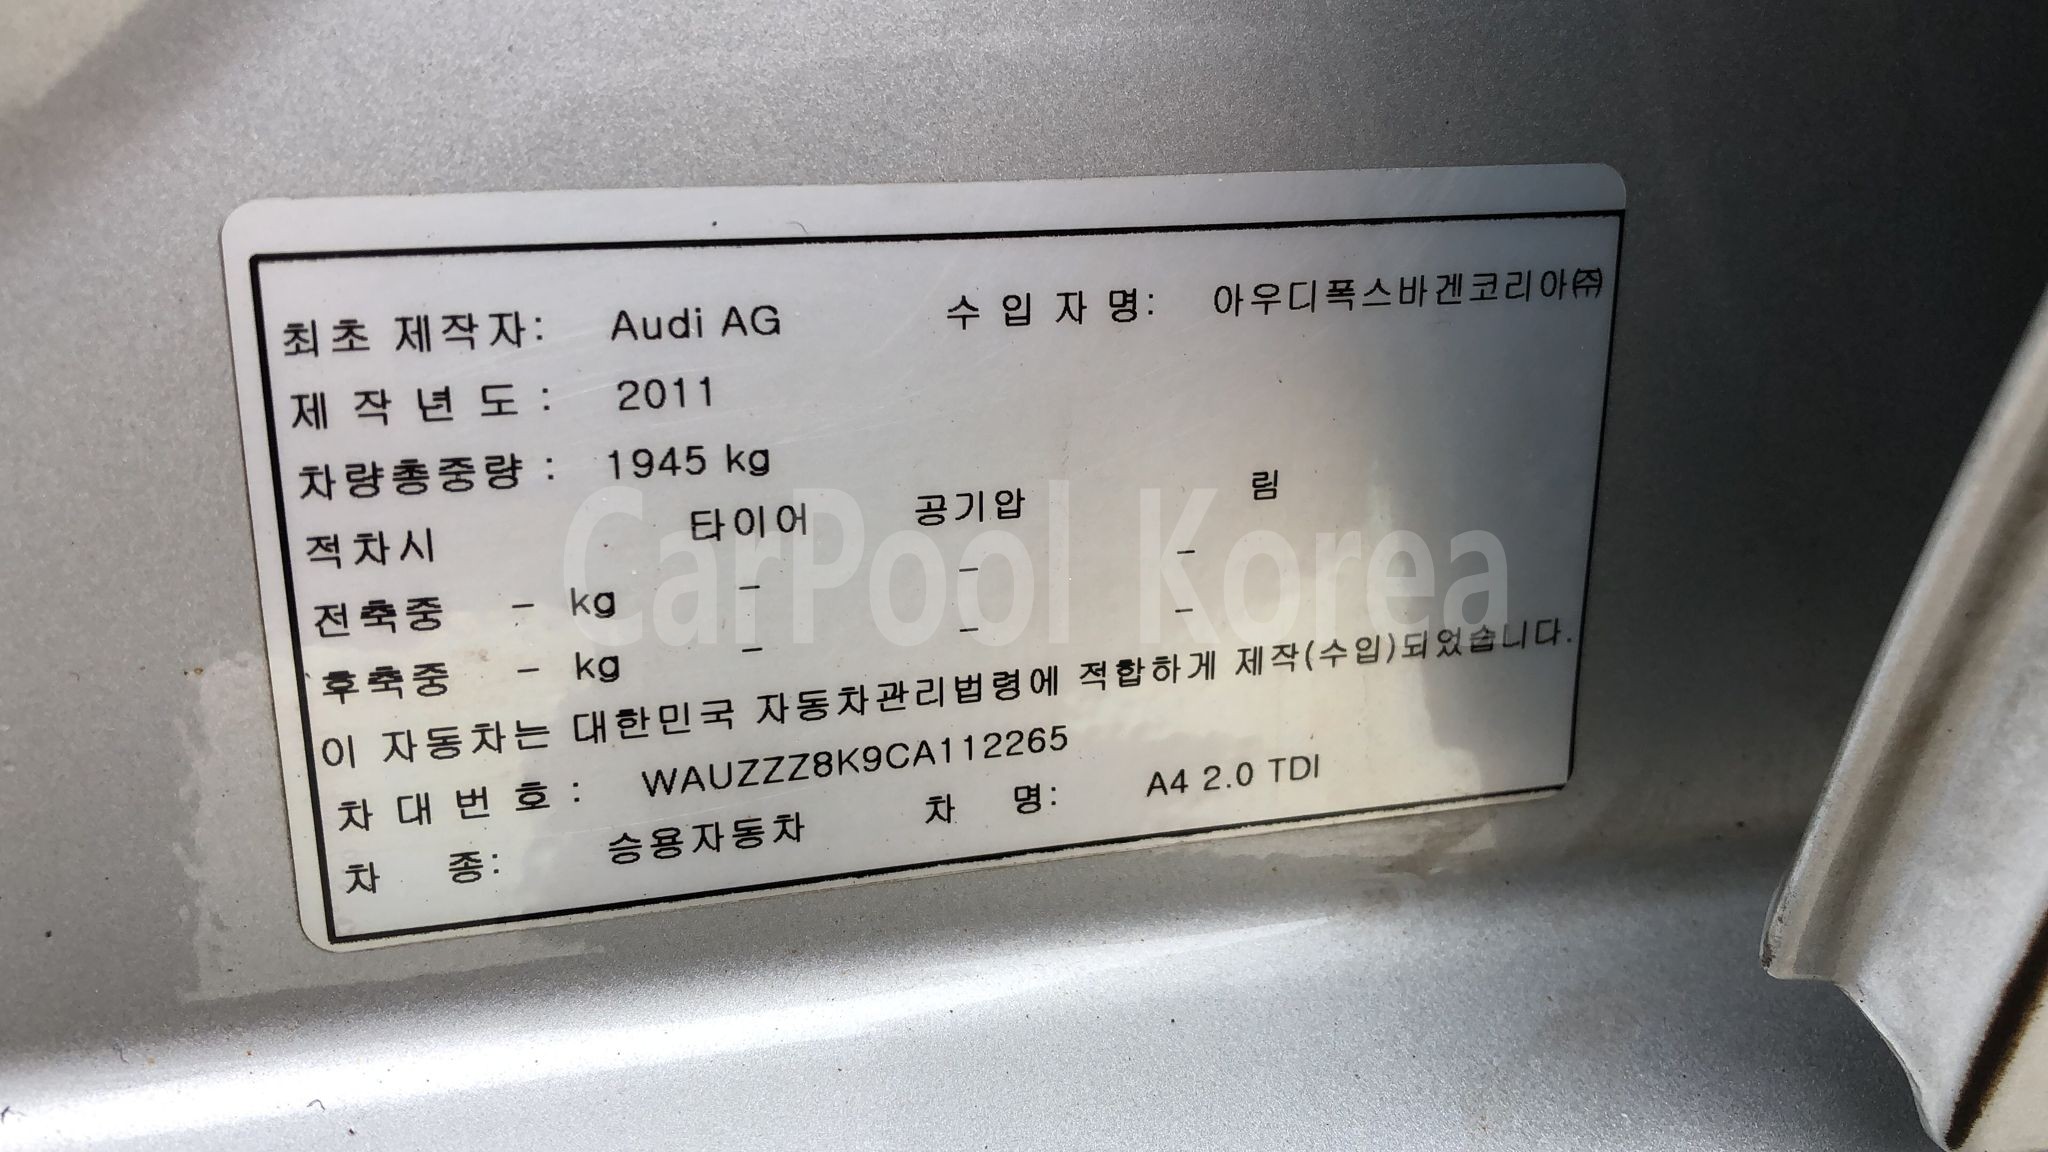 최초 제작자: Audi AG 수 입 자 명: 아우디폭스바겐코리아㈜
제 작 년 도 : 2011
차량총중량 : 1945 kg
적차시 타이어 공기압 림
전축중 - kg - - -
후축중 - kg - - -
이 자동차는 대한민국 자동차관리법령에 적합하게 제작(수입)되었습니다.
차 대 번 호 : WAUZZZ8K9CA112265
차 종: 승용자동차 차 명: A4 2.0 TDI
CarPool Korea